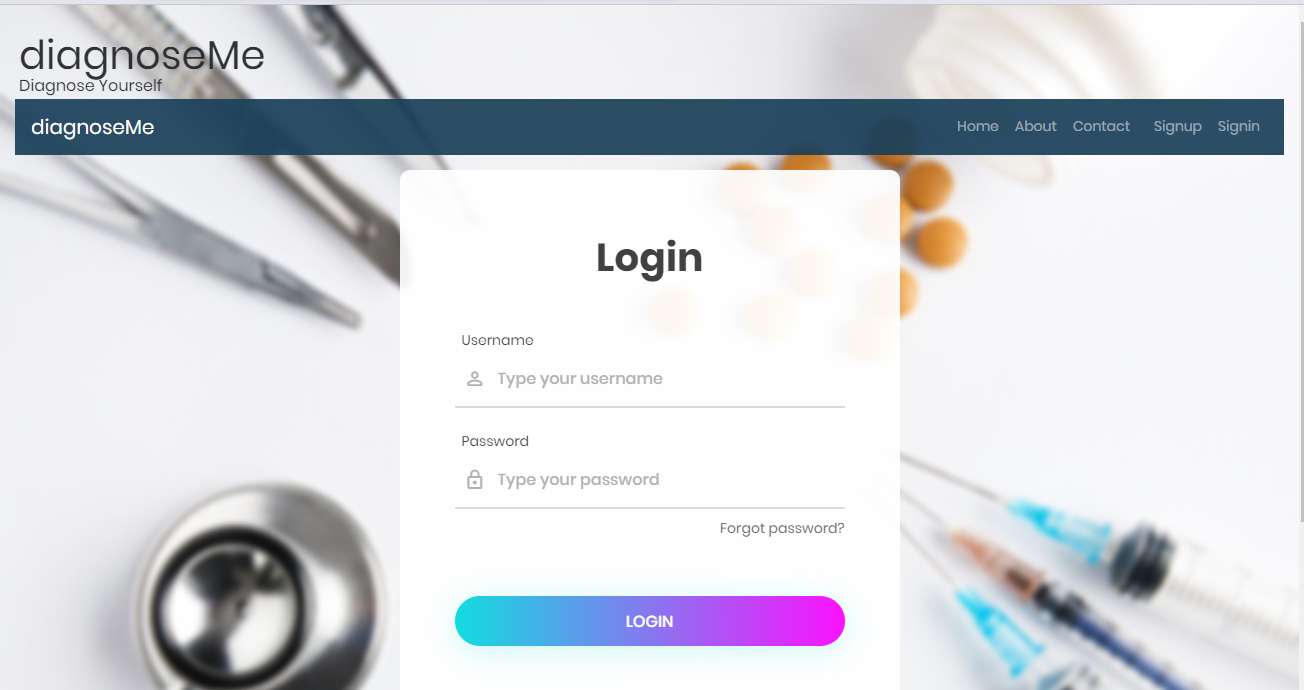 diagnoseMe
Diagnose Yourself
diagnoseMe Home About Contact Signup Signin
Login
Username
Type your username
Password
Type your password
Forgot password?
LOGIN